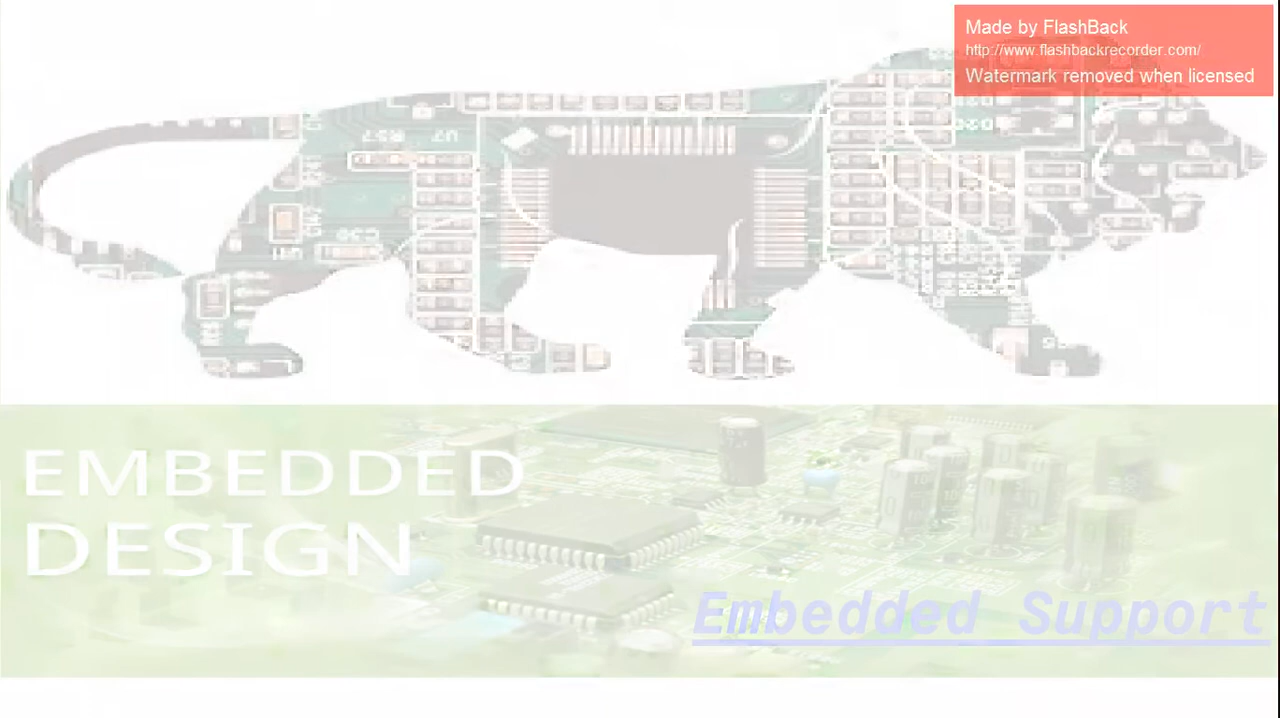 Made by FlashBack
http://www.flashbackrecorder.com/
Watermark removed when licensed
EMBEDDED
DESIGN
Embedded Support